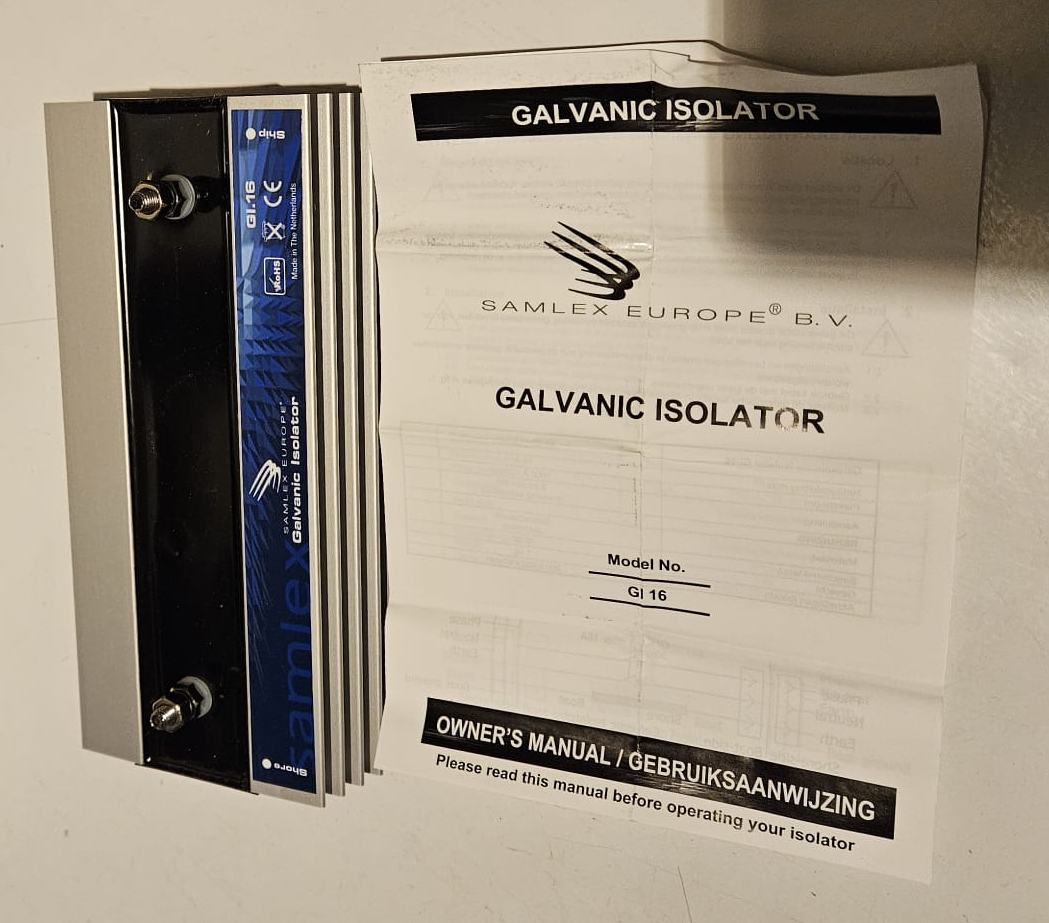 Ship
GI.16
CE
RoHS
Made in The Netherlands
SAMLEX EUROPE®
Galvanic Isolator
samlex
Shore
GALVANIC ISOLATOR
SAMLEX EUROPE® B.V.
GALVANIC ISOLATOR
Model No.
GI 16
OWNER'S MANUAL / GEBRUIKSAANWIJZING
Please read this manual before operating your isolator